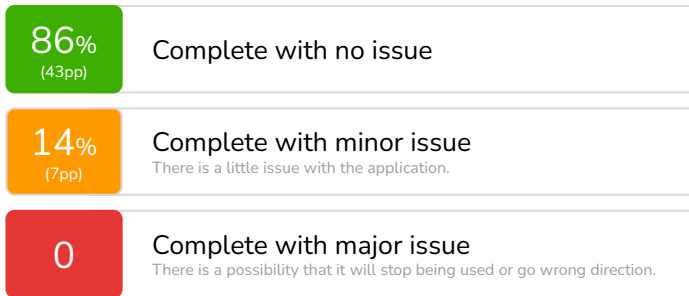 86%
(43pp)
Complete with no issue
14%
(7pp)
Complete with minor issue
There is a little issue with the application.
0
Complete with major issue
There is a possibility that it will stop being used or go wrong direction.